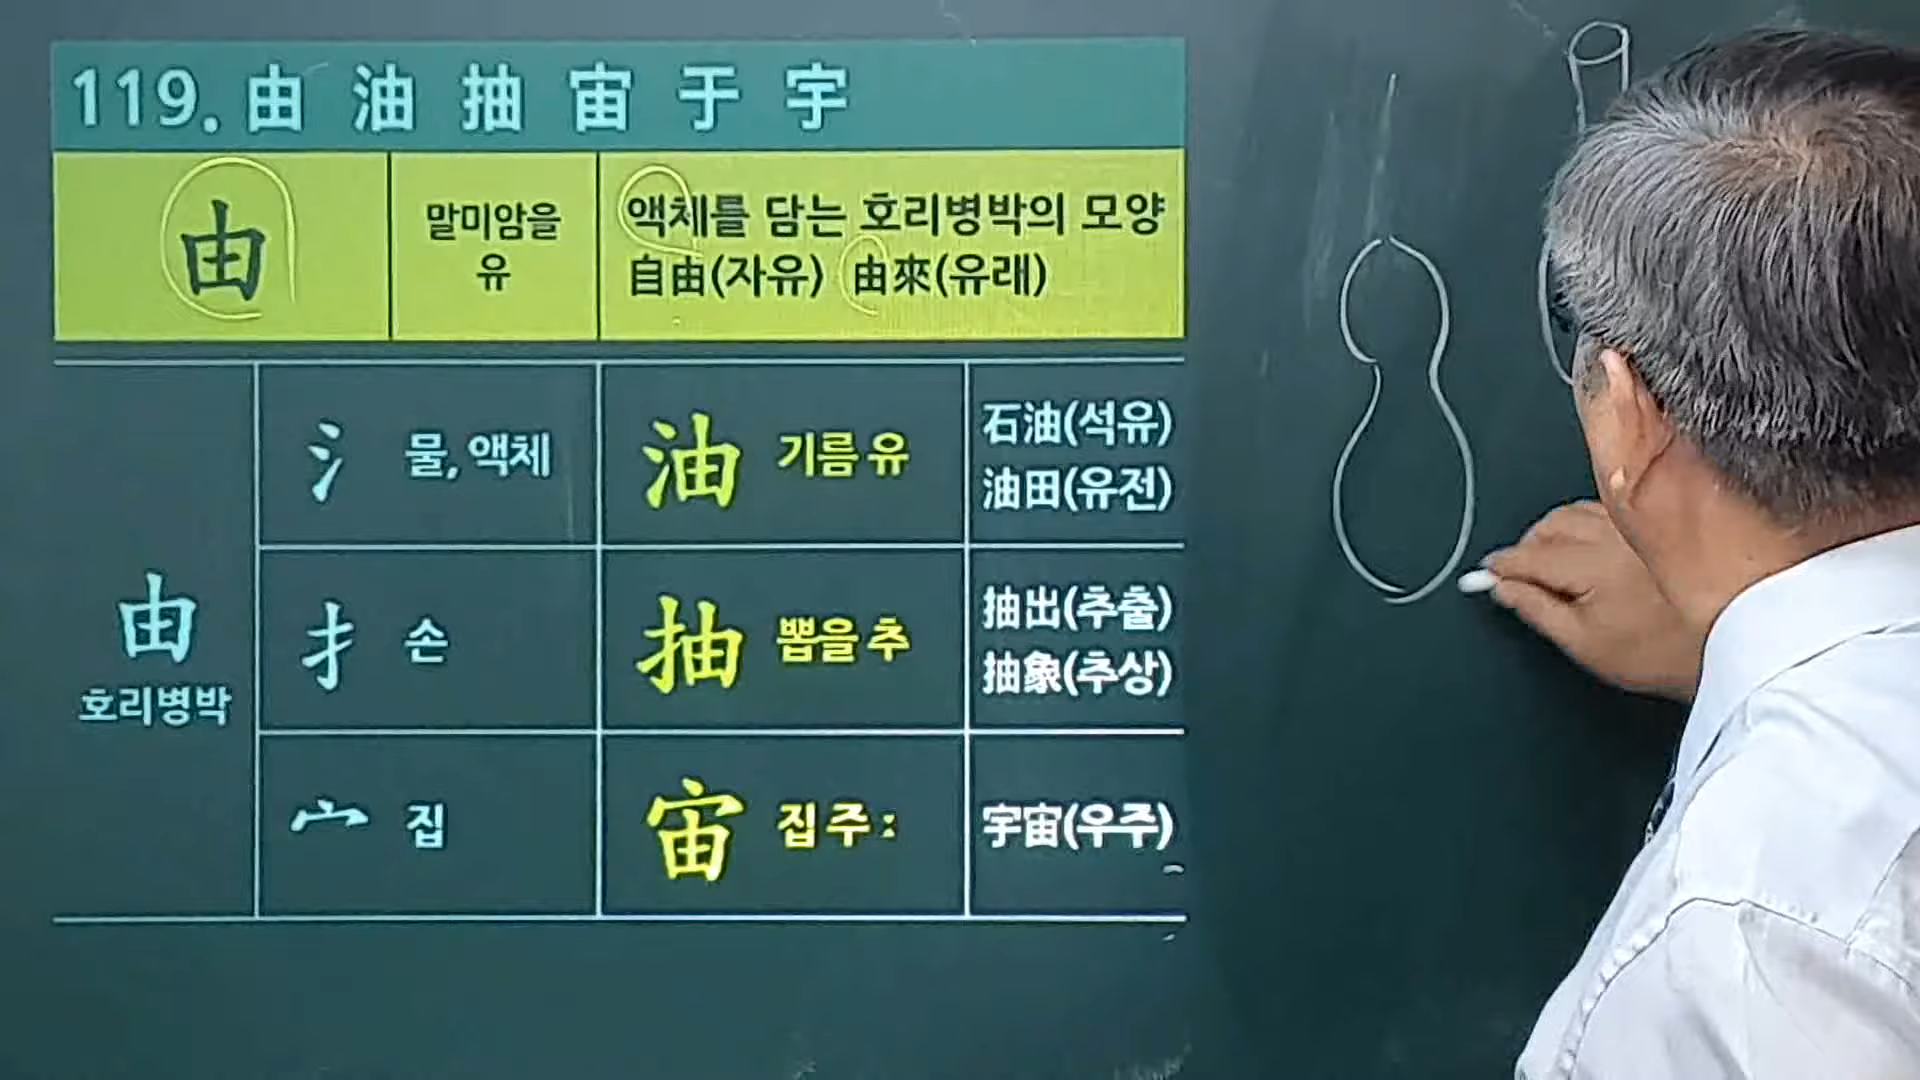 119. 由 油 抽 宙 于 宇
由
말미암을
유
액체를 담는 호리병박의 모양
自由(자유) 由來(유래)
由
호리병박
氵 물, 액체
油 기름 유
石油(석유)
油田(유전)
扌 손
抽 뽑을 추
抽出(추출)
抽象(추상)
宀 집
宙 집 주 :
宇宙(우주)